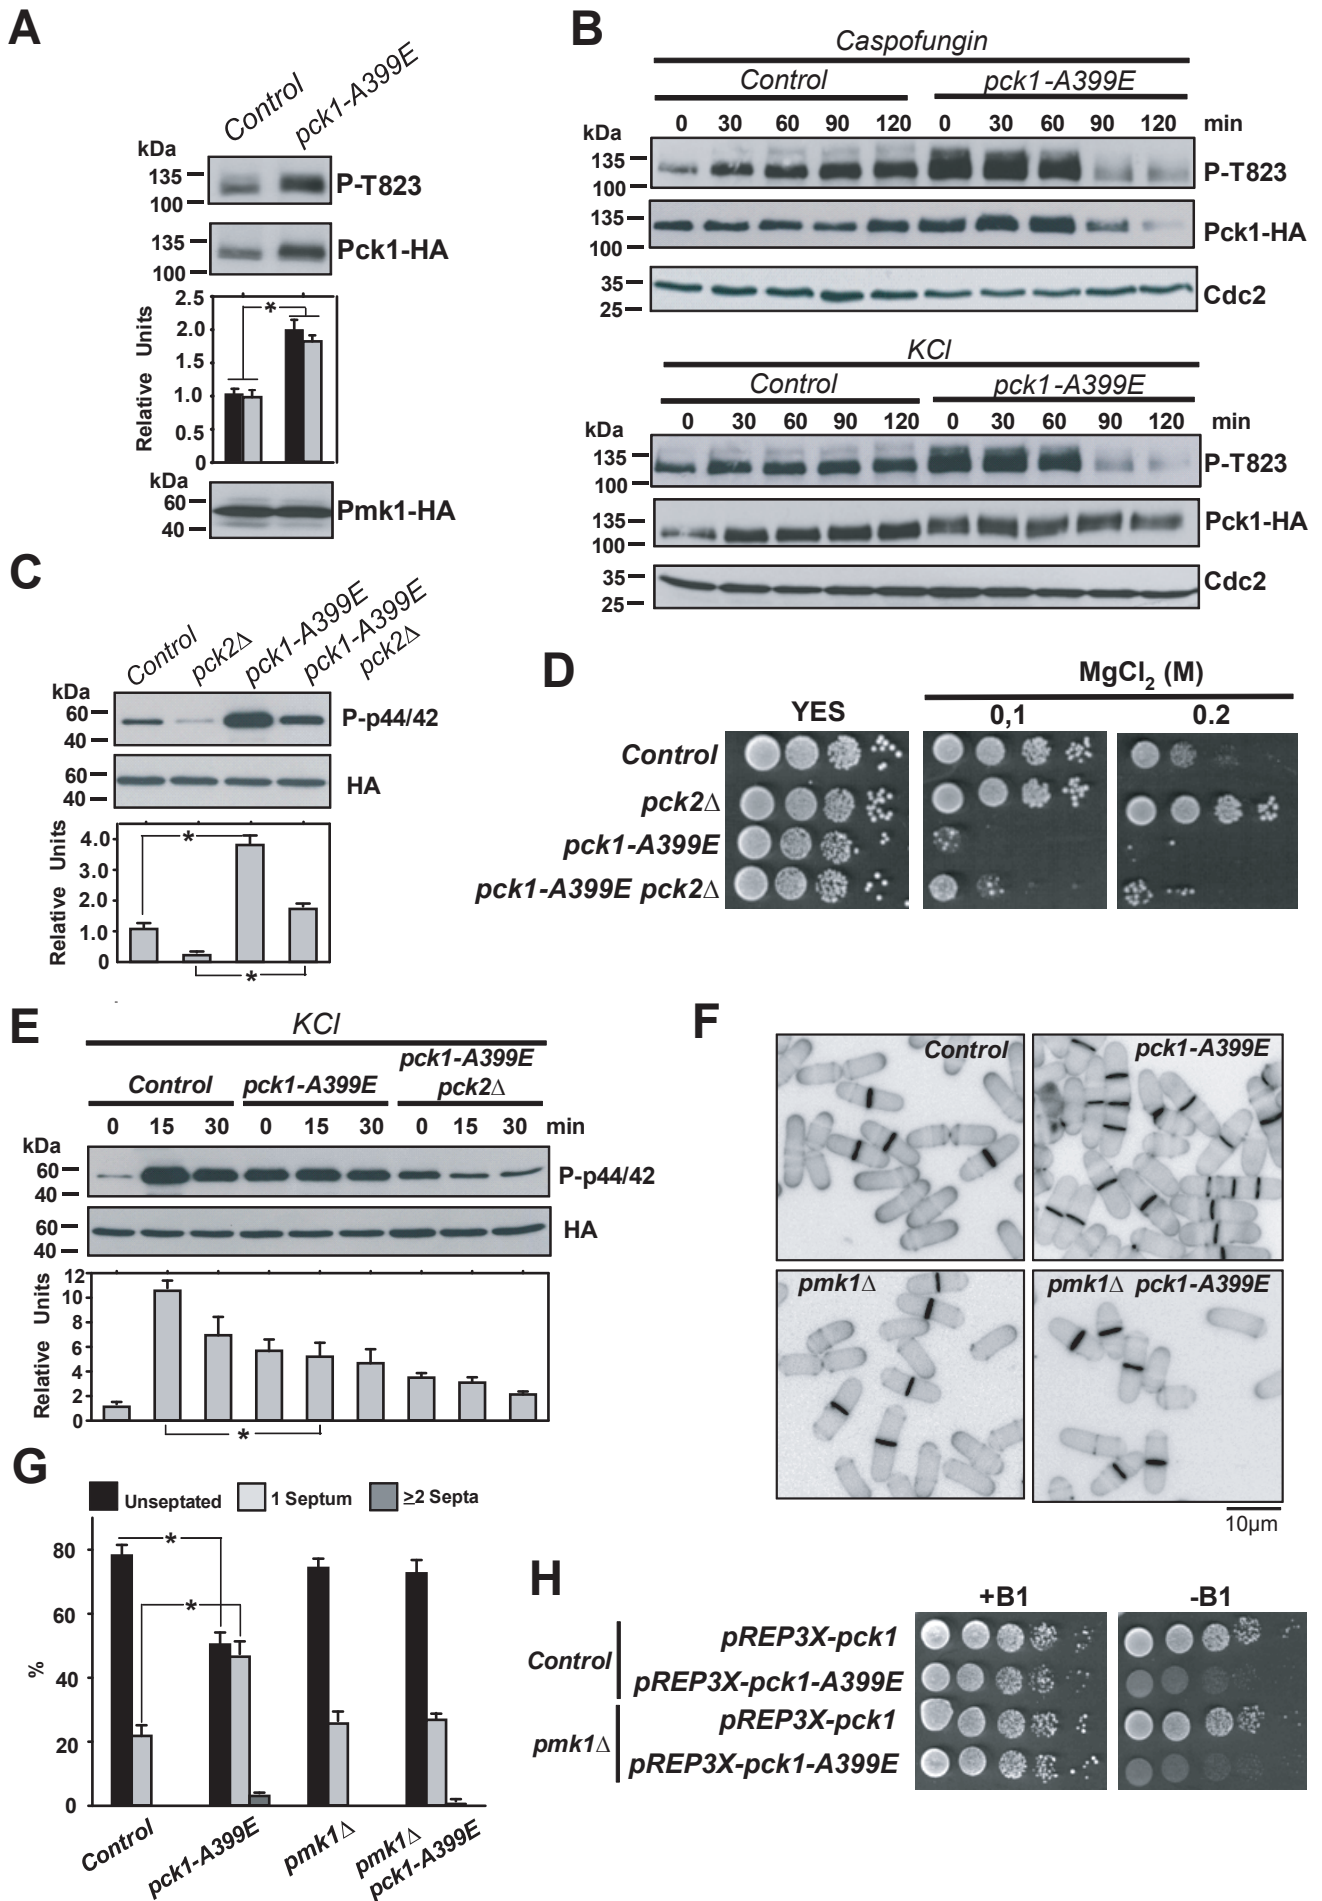 A
Control
pck1-A399E
kDa
135
100
P-T823
135
100
Pck1-HA
2.5
2.0
1.5
1.0
0.5
0
Relative Units
*
kDa
60
40
Pmk1-HA
B
Caspofungin
Control
pck1-A399E
0 30 60 90 120 0 30 60 90 120 min
kDa
135
100
P-T823
135
100
Pck1-HA
35
25
Cdc2
KCl
Control
pck1-A399E
0 30 60 90 120 0 30 60 90 120 min
kDa
135
100
P-T823
135
100
Pck1-HA
35
25
Cdc2
C
Control
pck2Δ
pck1-A399E
pck1-A399E
pck2Δ
kDa
60
40
P-p44/42
60
40
HA
4.0
3.0
2.0
1.0
0
Relative Units
*
*
D
MgCl2 (M)
YES
0,1
0.2
Control
pck2Δ
pck1-A399E
pck1-A399E pck2Δ
E
KCl
Control
pck1-A399E
pck1-A399E
pck2Δ
0 15 30 0 15 30 0 15 30 min
kDa
60
40
P-p44/42
60
40
HA
12
10
8
6
4
2
0
Relative Units
*
F
Control
pck1-A399E
pmk1Δ
pmk1Δ pck1-A399E
10µm
G
Unseptated
1 Septum
≥2 Septa
80
60
40
20
0
%
*
*
Control
pck1-A399E
pmk1Δ
pmk1Δ
pck1-A399E
H
+B1
-B1
Control
pREP3X-pck1
pREP3X-pck1-A399E
pmk1Δ
pREP3X-pck1
pREP3X-pck1-A399E